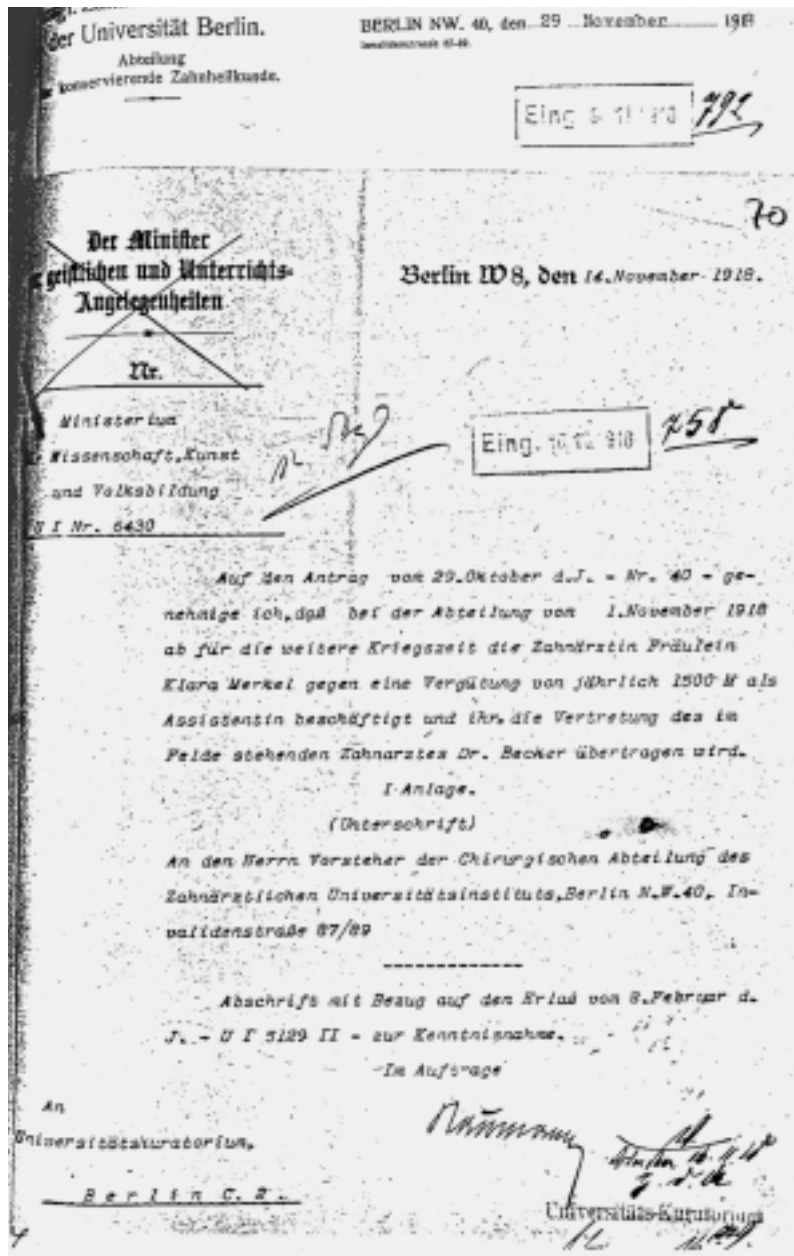 der Universität Berlin.
Abteilung
konservierende Zahnheilkunde.
BERLIN NW. 40, den 29 November 1918
Eing. 792
70
Der Minister
geistlichen und Unterrichts-
Angelegenheiten
Nr.
Berlin W 8, den 14. November 1918.
Ministerium
Wissenschaft, Kunst
und Volksbildung
U I Nr. 6430
Eing. 918 758
Auf den Antrag vom 29. Oktober d.J. - Nr. 40 - ge-
nehmige ich, daß bei der Abteilung vom 1. November 1918
ab für die weitere Kriegszeit die Zahnärztin Fräulein
Klara Merkel gegen eine Vergütung von jährlich 1500 M als
Assistentin beschäftigt und ihr die Vertretung des im
Felde stehenden Zahnarztes Dr. Becker übertragen wird.
I Anlage.
(Unterschrift)
An den Herrn Vorsteher der Chirurgischen Abteilung des
Zahnärztlichen Universitätsinstituts, Berlin N.W.40, In-
validenstraße 87/89
-------------
Abschrift mit Bezug auf den Erlaß vom 8. Februar d.
J. - U I 5129 II - zur Kenntnisnahme.
Im Auftrage
Naumann
An
Universitätskuratorium,
Berlin C. 2.
Universitäts-Kuratorium